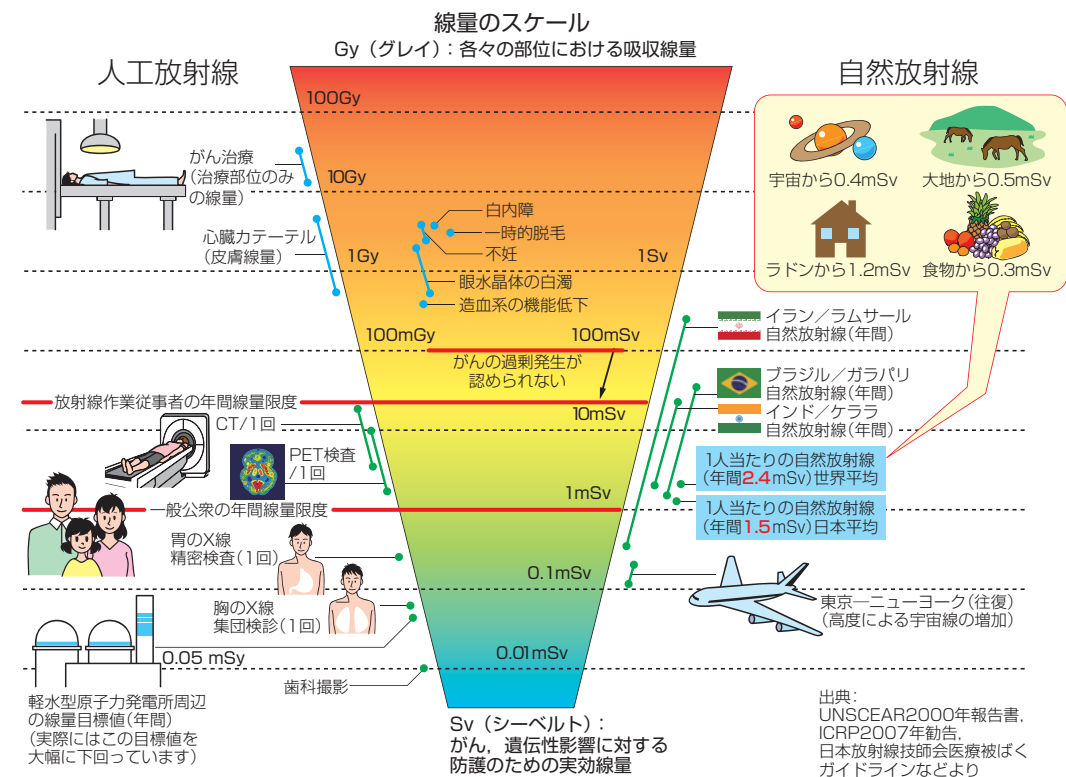 線量のスケール
Gy（グレイ）：各々の部位における吸収線量
人工放射線
自然放射線
100Gy
がん治療
（治療部位のみ
の線量）
10Gy
心臓カテーテル
（皮膚線量）
白内障
一時的脱毛
不妊
1Gy
1Sv
眼水晶体の白濁
造血系の機能低下
宇宙から0.4mSv
大地から0.5mSv
ラドンから1.2mSv
食物から0.3mSv
100mGy
100mSv
がんの過剰発生が
認められない
イラン／ラムサール
自然放射線（年間）
ブラジル／ガラパリ
自然放射線（年間）
インド／ケララ
自然放射線（年間）
放射線作業従事者の年間線量限度
10mSv
CT/1回
PET検査
/1回
1人当たりの自然放射線
（年間2.4mSv）世界平均
1mSv
一般公衆の年間線量限度
1人当たりの自然放射線
（年間1.5mSv）日本平均
胃のX線
精密検査（1回）
0.1mSv
胸のX線
集団検診（1回）
東京―ニューヨーク（往復）
（高度による宇宙線の増加）
0.05 mSy
0.01mSv
歯科撮影
軽水型原子力発電所周辺
の線量目標値（年間）
（実際にはこの目標値を
大幅に下回っています）
Sv（シーベルト）：
がん，遺伝性影響に対する
防護のための実効線量
出典：
UNSCEAR2000年報告書，
ICRP2007年勧告，
日本放射線技師会医療被ばく
ガイドラインなどより